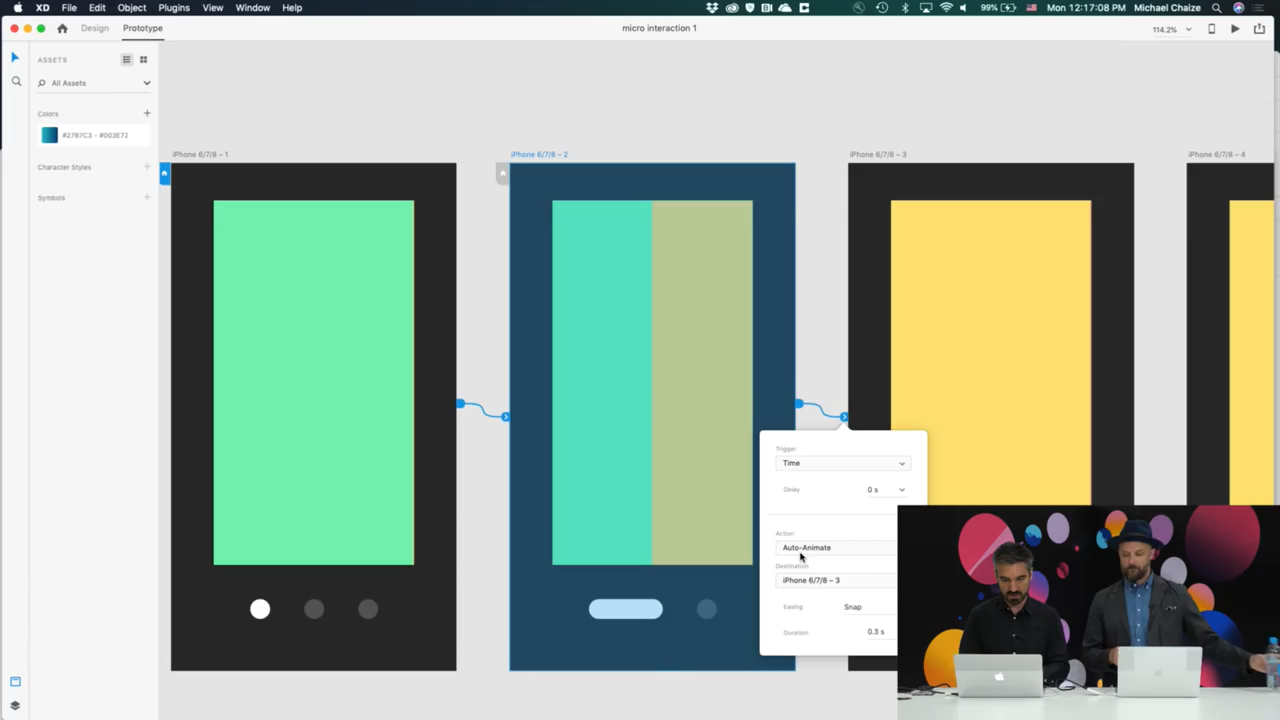 XD File Edit Object Plugins View Window Help 99% MON 12:17:08 PM Michael Chaize
Design Prototype micro interaction 1 114.2%
ASSETS
All Assets
Colors
#27B7C3 - #003E72
Character Styles
Symbols
iPhone 6/7/8 – 1
iPhone 6/7/8 – 2
iPhone 6/7/8 – 3
iPhone 6/7/8 – 4
Trigger
Time
Delay 0 s
Action
Auto-Animate
Destination
iPhone 6/7/8 – 3
Easing Snap
Duration 0.3 s